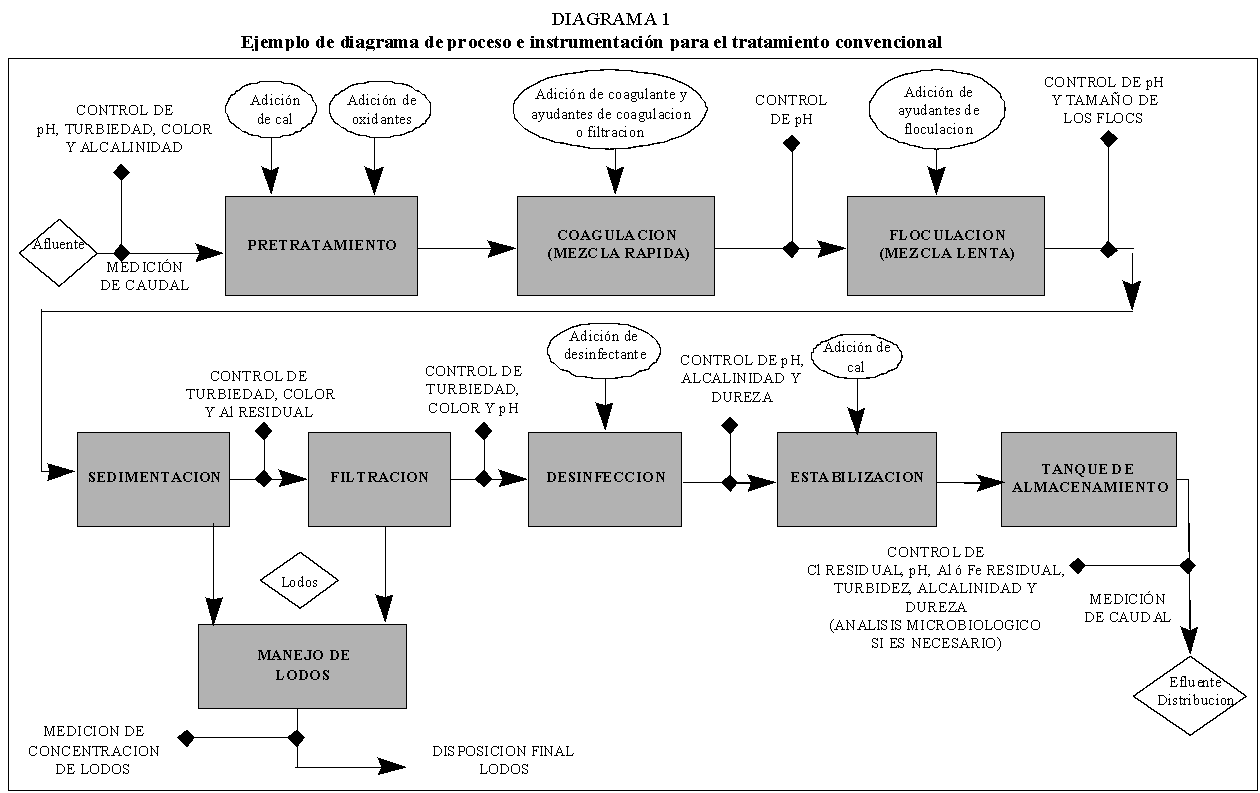 DIAGRAMA 1
Ejemplo de diagrama de proceso e instrumentación para el tratamiento convencional
CONTROL DE
pH, TURBIEDAD, COLOR
Y ALCALINIDAD
Adición
de cal
Adición de
oxidantes
Adición de coagulante y
ayudantes de coagulacion
o filtracion
CONTROL
DE pH
Adición de
ayudantes de
floculacion
CONTROL DE pH
Y TAMAÑO DE
LOS FLOCS
Afluente
MEDICIÓN
DE CAUDAL
PRETRATAMIENTO
COAGULACION
(MEZCLA RAPIDA)
FLOCULACION
(MEZCLA LENTA)
CONTROL DE
TURBIEDAD, COLOR
Y Al RESIDUAL
CONTROL DE
TURBIEDAD,
COLOR Y pH
Adición de
desinfectante
CONTROL DE pH,
ALCALINIDAD Y
DUREZA
Adición de
cal
SEDIMENTACION
FILTRACION
DESINFECCION
ESTABILIZACION
TANQUE DE
ALMACENAMIENTO
Lodos
CONTROL DE
Cl RESIDUAL, pH, Al ó Fe RESIDUAL,
TURBIDEZ, ALCALINIDAD Y
DUREZA
(ANALISIS MICROBIOLOGICO
SI ES NECESARIO)
MEDICIÓN
DE CAUDAL
MANEJO DE
LODOS
Efluente
Distribucion
MEDICION DE
CONCENTRACION
DE LODOS
DISPOSICION FINAL
LODOS